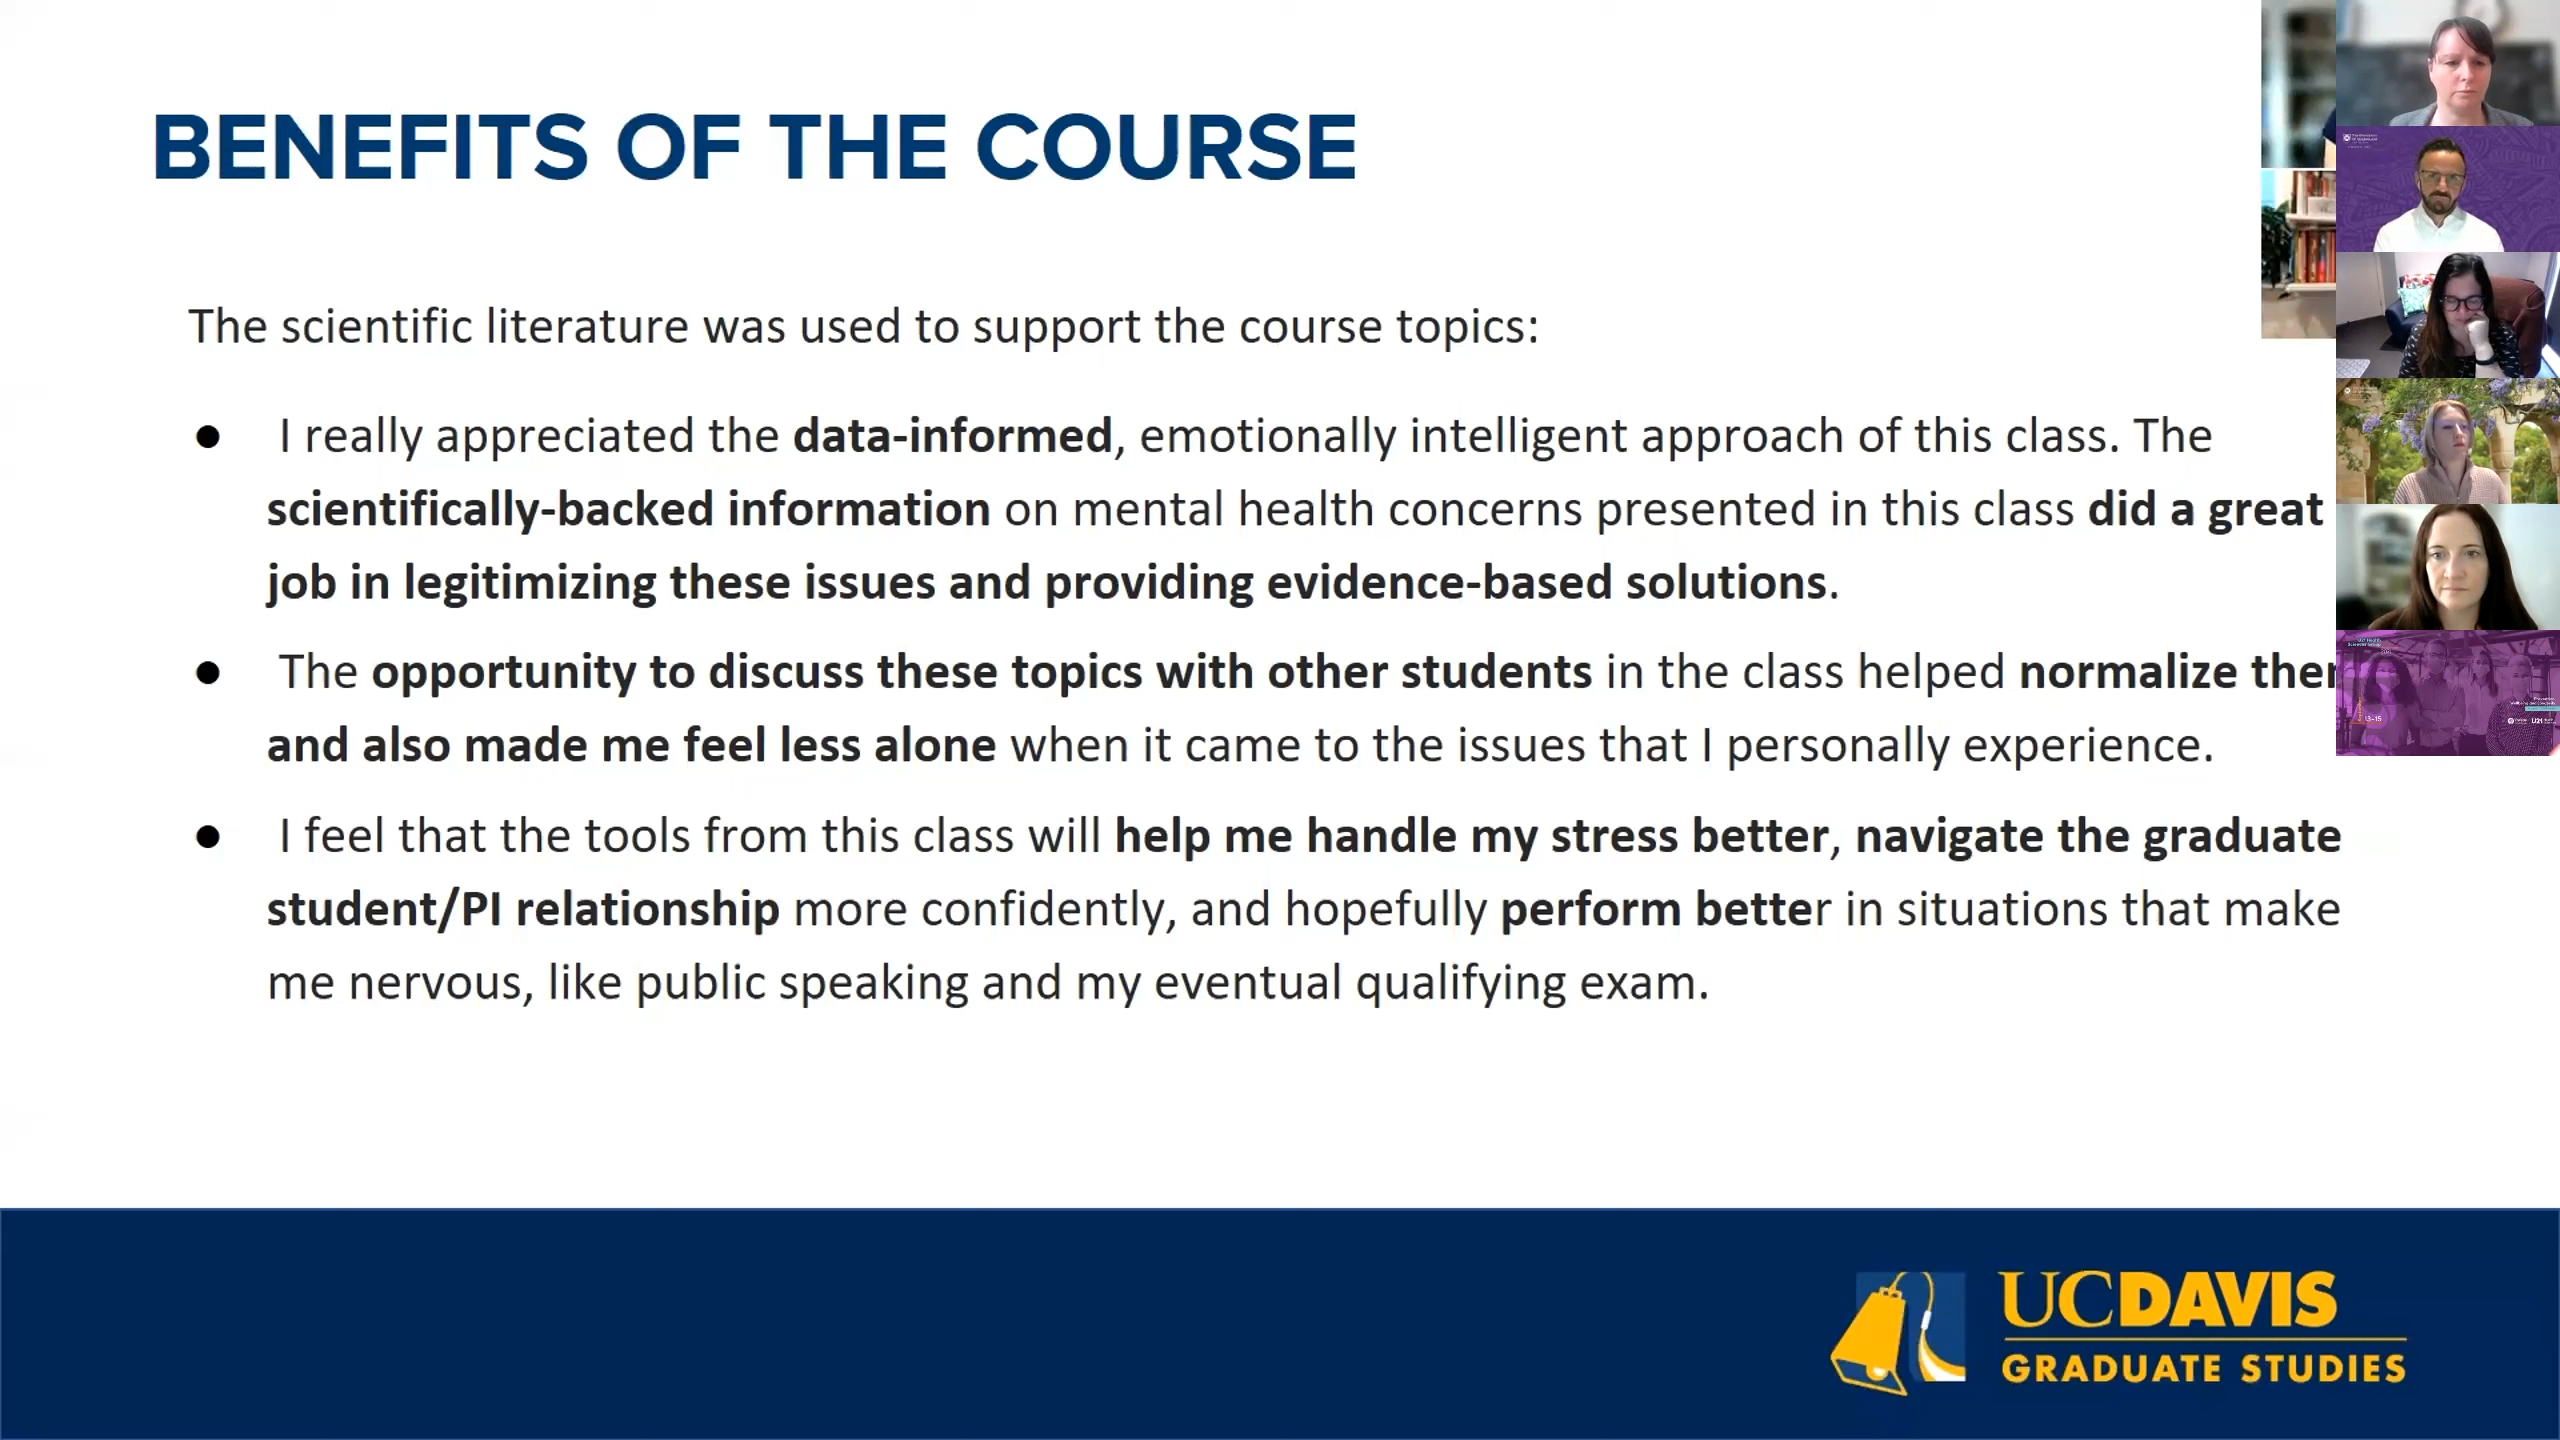 BENEFITS OF THE COURSE
The scientific literature was used to support the course topics:
● I really appreciated the data-informed, emotionally intelligent approach of this class. The
scientifically-backed information on mental health concerns presented in this class did a great
job in legitimizing these issues and providing evidence-based solutions.
● The opportunity to discuss these topics with other students in the class helped normalize
and also made me feel less alone when it came to the issues that I personally experience.
● I feel that the tools from this class will help me handle my stress better, navigate the graduate
student/PI relationship more confidently, and hopefully perform better in situations that make
me nervous, like public speaking and my eventual qualifying exam.
13-15
U21
UCDAVIS
GRADUATE STUDIES